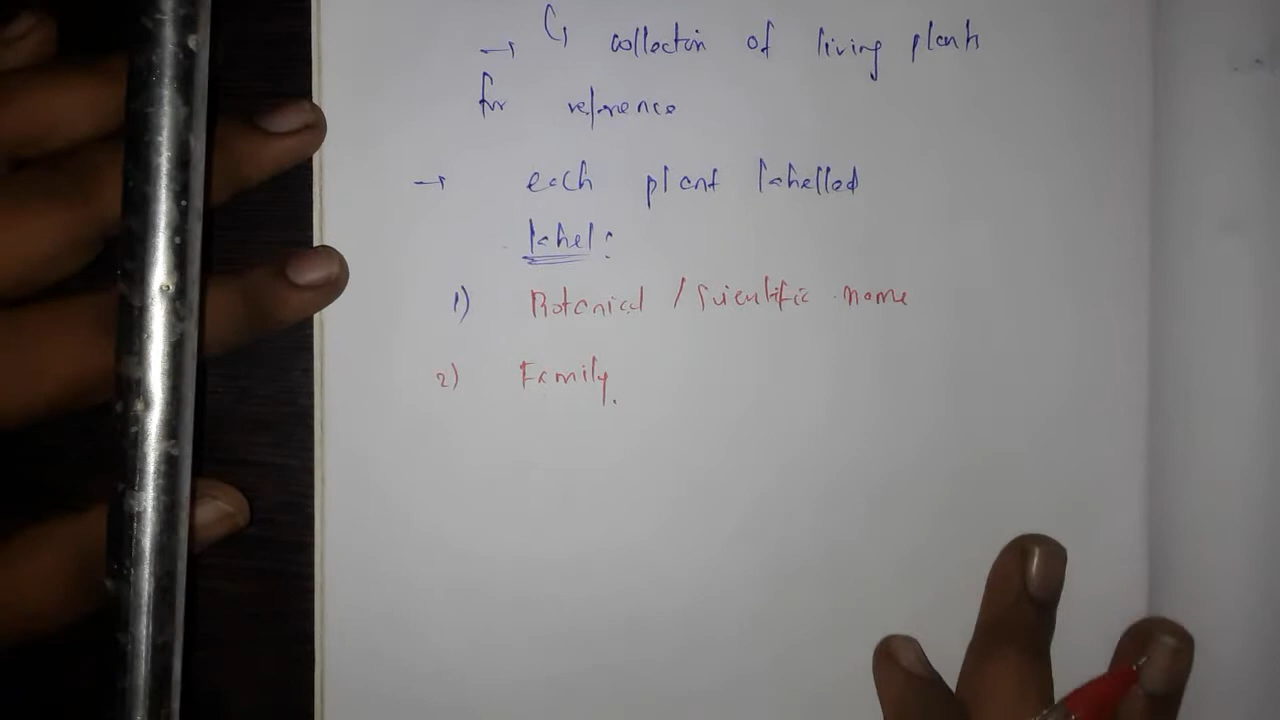 → collection of living plants
for reference
→ each plant labelled
label:
1) Botanical / Scientific name
2) Family.